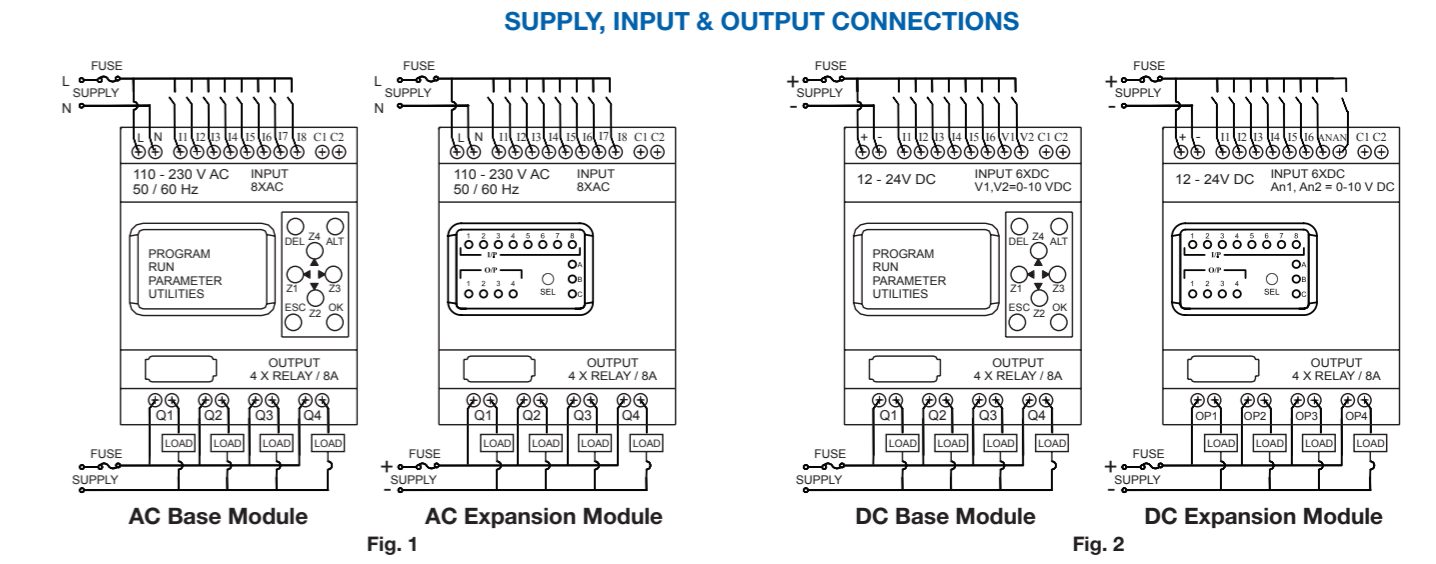 SUPPLY, INPUT & OUTPUT CONNECTIONS
FUSE
L
SUPPLY
N
L N I1 I2 I3 I4 I5 I6 I7 I8 C1 C2
110 - 230 V AC
50 / 60 Hz
INPUT
8XAC
PROGRAM
RUN
PARAMETER
UTILITIES
DEL Z4 ALT
Z1 Z3
ESC Z2 OK
OUTPUT
4 X RELAY / 8A
Q1 Q2 Q3 Q4
LOAD LOAD LOAD LOAD
FUSE
SUPPLY
AC Base Module
FUSE
L
SUPPLY
N
L N I1 I2 I3 I4 I5 I6 I7 I8 C1 C2
110 - 230 V AC
50 / 60 Hz
INPUT
8XAC
1 2 3 4 5 6 7 8
I/P
O/P
1 2 3 4
SEL
A
B
C
OUTPUT
4 X RELAY / 8A
Q1 Q2 Q3 Q4
LOAD LOAD LOAD LOAD
FUSE
+
SUPPLY
-
AC Expansion Module
Fig. 1
FUSE
+
SUPPLY
-
+ - I1 I2 I3 I4 I5 I6 V1 V2 C1 C2
12 - 24V DC
INPUT 6XDC
V1,V2=0-10 VDC
PROGRAM
RUN
PARAMETER
UTILITIES
DEL Z4 ALT
Z1 Z3
ESC Z2 OK
OUTPUT
4 X RELAY / 8A
Q1 Q2 Q3 Q4
LOAD LOAD LOAD LOAD
FUSE
SUPPLY
DC Base Module
FUSE
+
SUPPLY
-
+ - I1 I2 I3 I4 I5 I6 ANAN C1 C2
12 - 24V DC
INPUT 6XDC
An1, An2 = 0-10 V DC
1 2 3 4 5 6 7 8
I/P
O/P
1 2 3 4
SEL
A
B
C
OUTPUT
4 X RELAY / 8A
OP1 OP2 OP3 OP4
LOAD LOAD LOAD LOAD
FUSE
+
SUPPLY
-
DC Expansion Module
Fig. 2